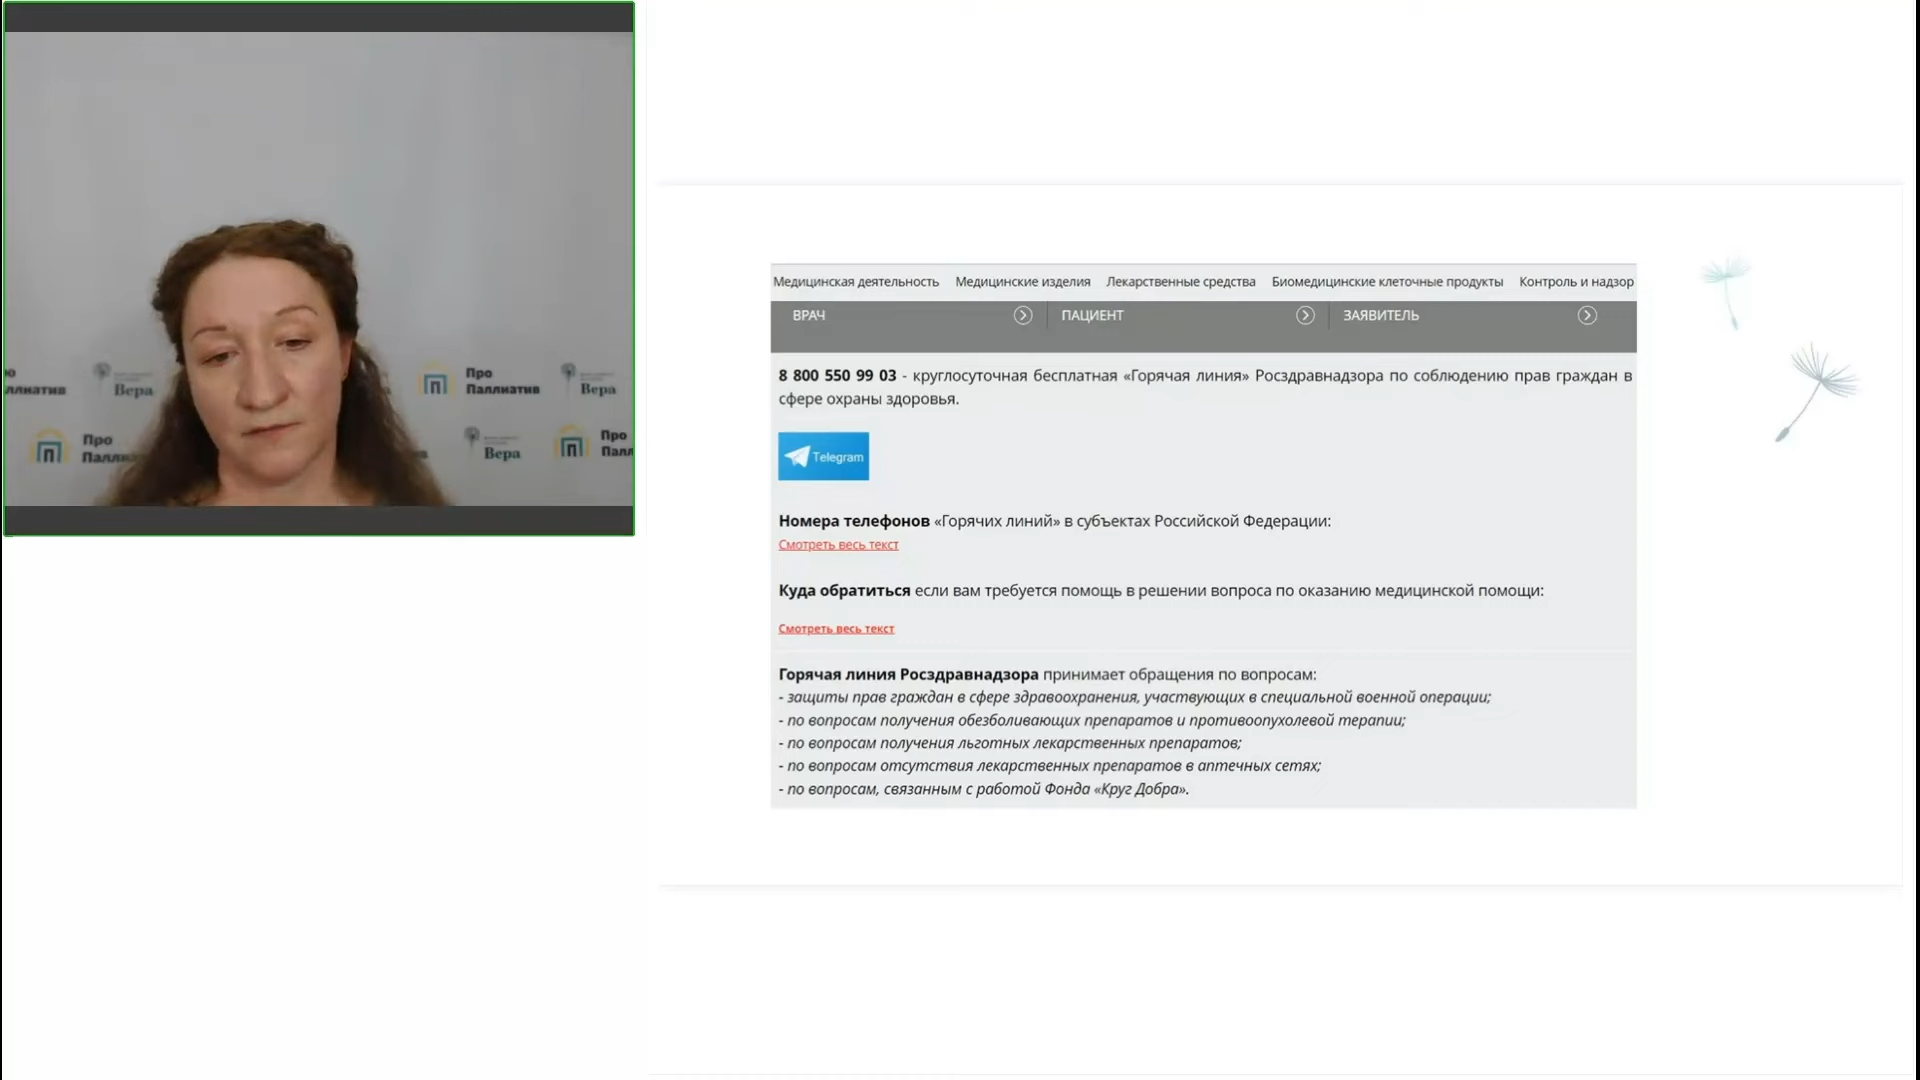 ро
ллиатив
Вера
Про
Паллиатив
Вера
Про
Палл
Вера
Про
Палл
Медицинская деятельность Медицинские изделия Лекарственные средства Биомедицинские клеточные продукты Контроль и надзор
ВРАЧ ПАЦИЕНТ ЗАЯВИТЕЛЬ
8 800 550 99 03 - круглосуточная бесплатная «Горячая линия» Росздравнадзора по соблюдению прав граждан в
сфере охраны здоровья.
Telegram
Номера телефонов «Горячих линий» в субъектах Российской Федерации:
Смотреть весь текст
Куда обратиться если вам требуется помощь в решении вопроса по оказанию медицинской помощи:
Смотреть весь текст
Горячая линия Росздравнадзора принимает обращения по вопросам:
- защиты прав граждан в сфере здравоохранения, участвующих в специальной военной операции;
- по вопросам получения обезболивающих препаратов и противоопухолевой терапии;
- по вопросам получения льготных лекарственных препаратов;
- по вопросам отсутствия лекарственных препаратов в аптечных сетях;
- по вопросам, связанным с работой Фонда «Круг Добра».